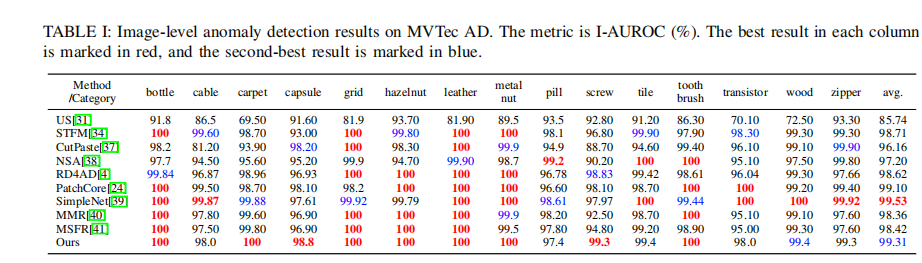 TABLE I: Image-level anomaly detection results on MVTec AD. The metric is I-AUROC (%). The best result in each column
is marked in red, and the second-best result is marked in blue.
Method /Category bottle cable carpet capsule grid hazelnut leather metal nut pill screw tile tooth brush transistor wood zipper avg.
US[31] 91.8 86.5 69.50 91.60 81.9 93.70 81.90 89.5 93.5 92.80 91.20 86.30 70.10 72.50 93.30 85.74
STFM[34] 100 99.60 98.70 93.00 100 99.80 100 100 98.1 96.80 99.90 97.90 98.30 99.30 99.30 98.71
CutPaste[37] 98.2 81.20 93.90 98.20 100 98.30 100 99.9 94.9 88.70 94.60 99.40 96.10 99.10 99.90 96.16
NSA[38] 97.7 94.50 95.60 95.20 99.9 94.70 99.90 98.7 99.2 90.20 100 100 95.10 97.50 99.80 97.20
RD4AD[4] 99.84 96.87 98.96 96.93 100 100 100 100 96.78 98.83 99.42 98.61 96.04 99.30 97.66 98.62
PatchCore[24] 100 99.50 98.70 98.10 98.2 100 100 100 96.60 98.10 98.70 100 100 99.20 99.40 99.10
SimpleNet[39] 100 99.87 99.88 97.61 99.92 99.79 100 100 98.61 97.97 100 99.44 100 100 99.92 99.53
MMR[40] 100 97.80 99.60 96.90 100 100 100 99.9 98.20 92.50 98.70 100 95.10 99.10 97.60 98.36
MSFR[41] 100 97.50 99.80 96.90 100 100 100 99.5 97.80 94.80 99.20 98.90 95.00 99.30 97.60 98.42
Ours 100 98.0 100 98.8 100 100 100 100 97.4 99.3 99.4 100 98.0 99.4 99.3 99.31